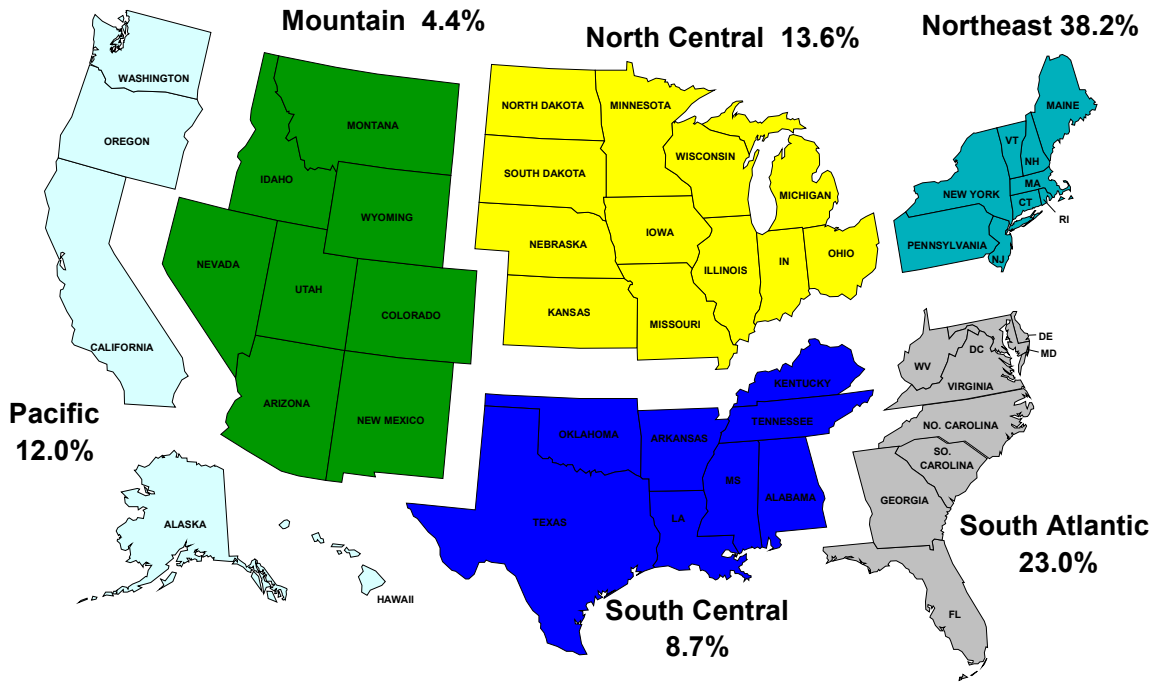 Mountain 4.4%
North Central 13.6%
Northeast 38.2%
WASHINGTON
OREGON
CALIFORNIA
Pacific
12.0%
ALASKA
HAWAII
MONTANA
IDAHO
WYOMING
NEVADA
UTAH
COLORADO
ARIZONA
NEW MEXICO
NORTH DAKOTA
MINNESOTA
SOUTH DAKOTA
WISCONSIN
MICHIGAN
NEBRASKA
IOWA
ILLINOIS
IN
OHIO
KANSAS
MISSOURI
MAINE
VT
NH
NEW YORK
MA
CT
RI
PENNSYLVANIA
NJ
KENTUCKY
TENNESSEE
OKLAHOMA
ARKANSAS
TEXAS
LA
MS
ALABAMA
South Central
8.7%
DE
MD
DC
WV
VIRGINIA
NO. CAROLINA
SO.
CAROLINA
GEORGIA
FL
South Atlantic
23.0%